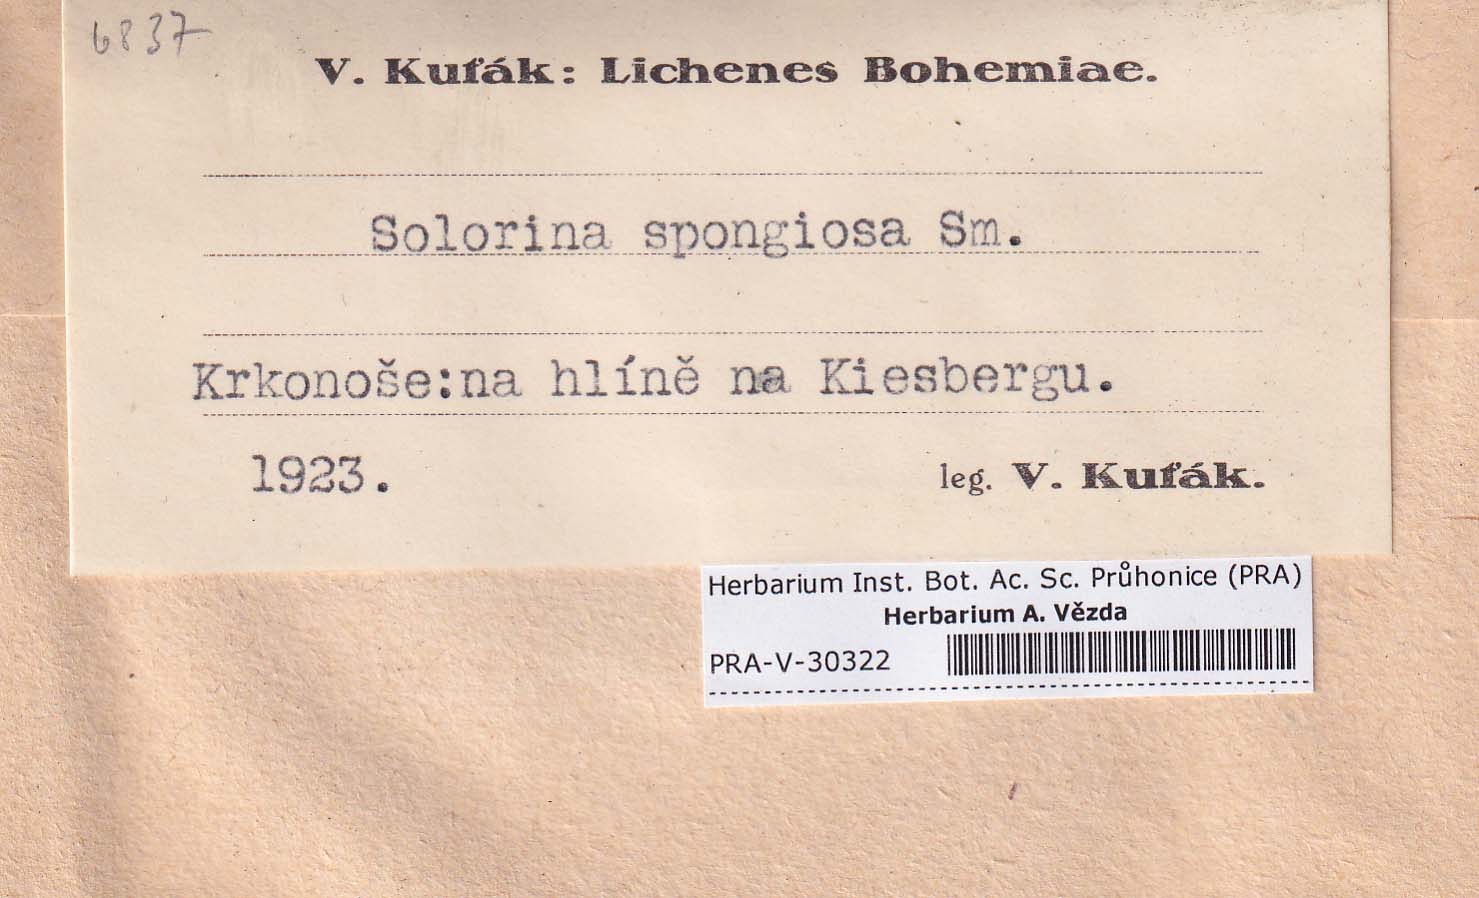 6837
V. Kuťák: Lichenes Bohemiae.
Solorina spongiosa Sm.
Krkonoše:na hlíně na Kiesbergu.
1923.
leg. V. Kuťák.
Herbarium Inst. Bot. Ac. Sc. Průhonice (PRA)
Herbarium A. Vězda
PRA-V-30322